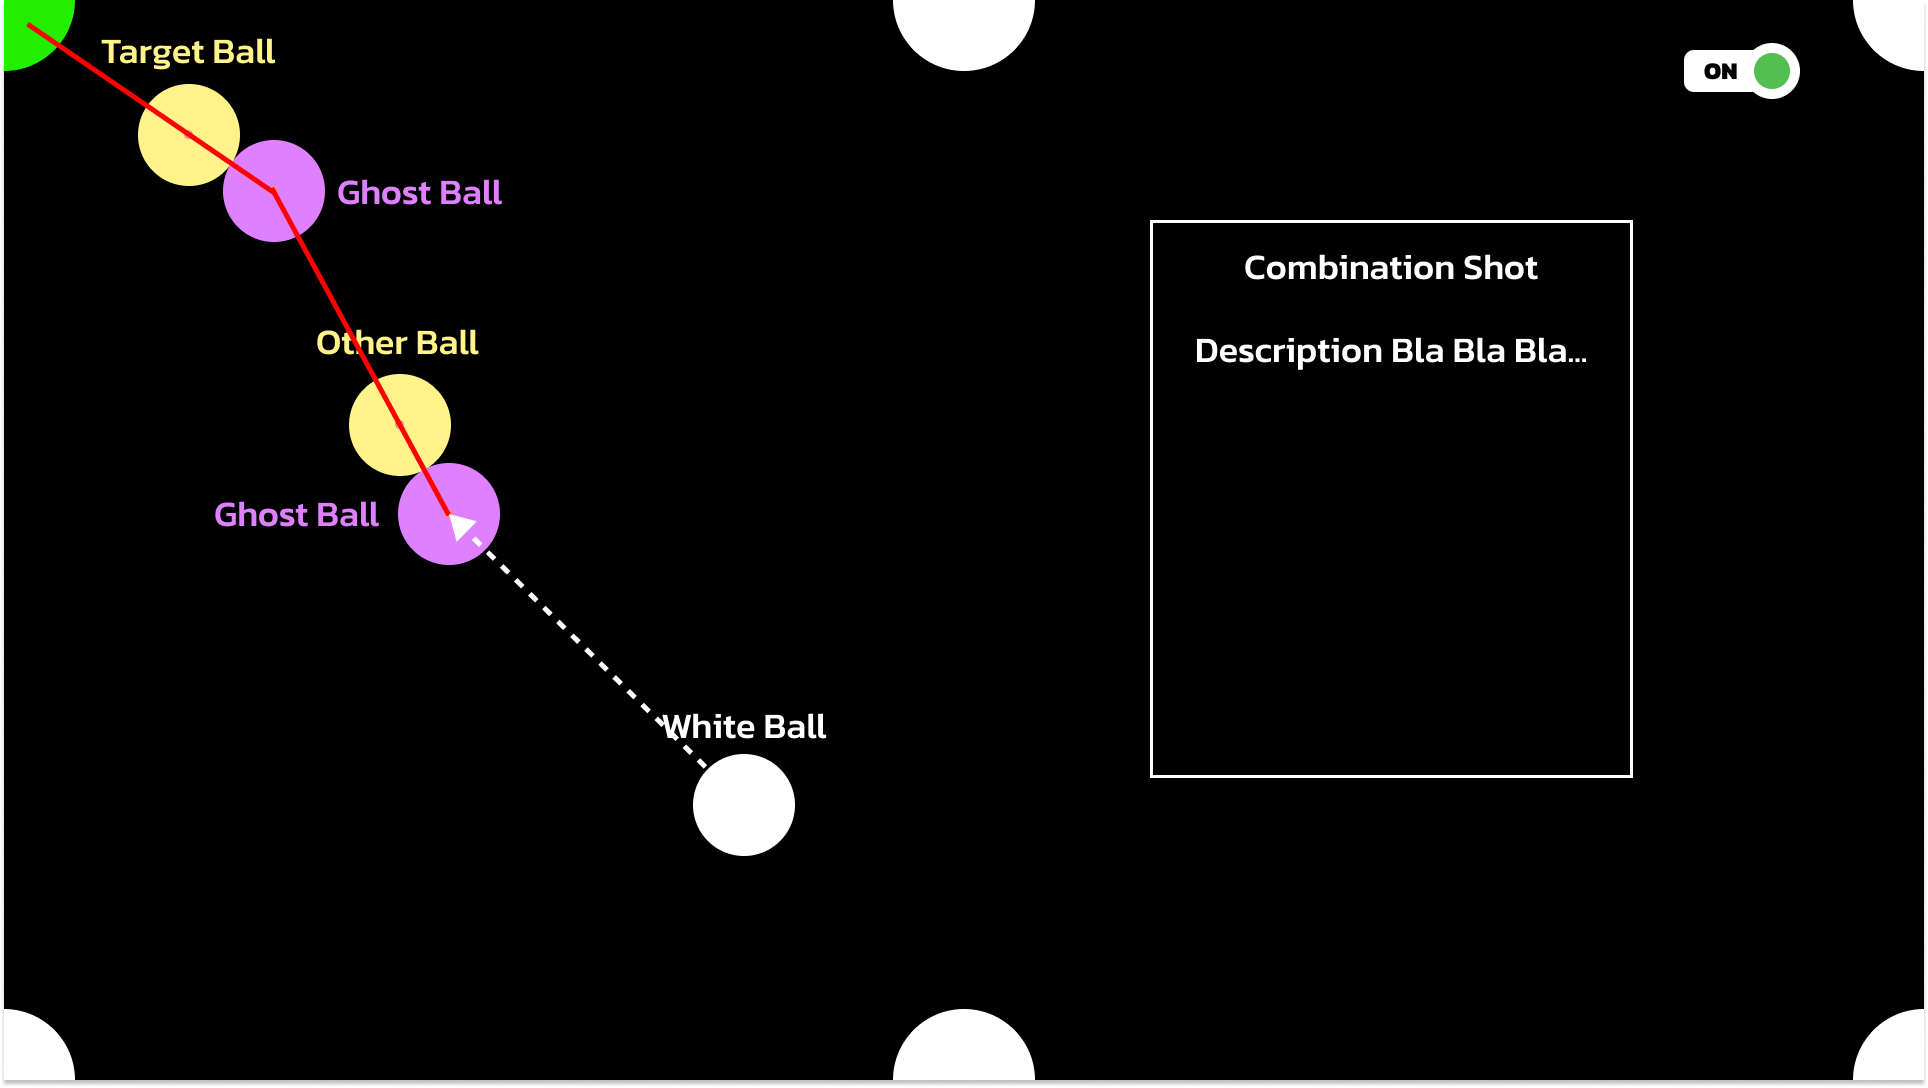 Target Ball
ON
Ghost Ball
Combination Shot
Other Ball
Description Bla Bla Bla...
Ghost Ball
White Ball